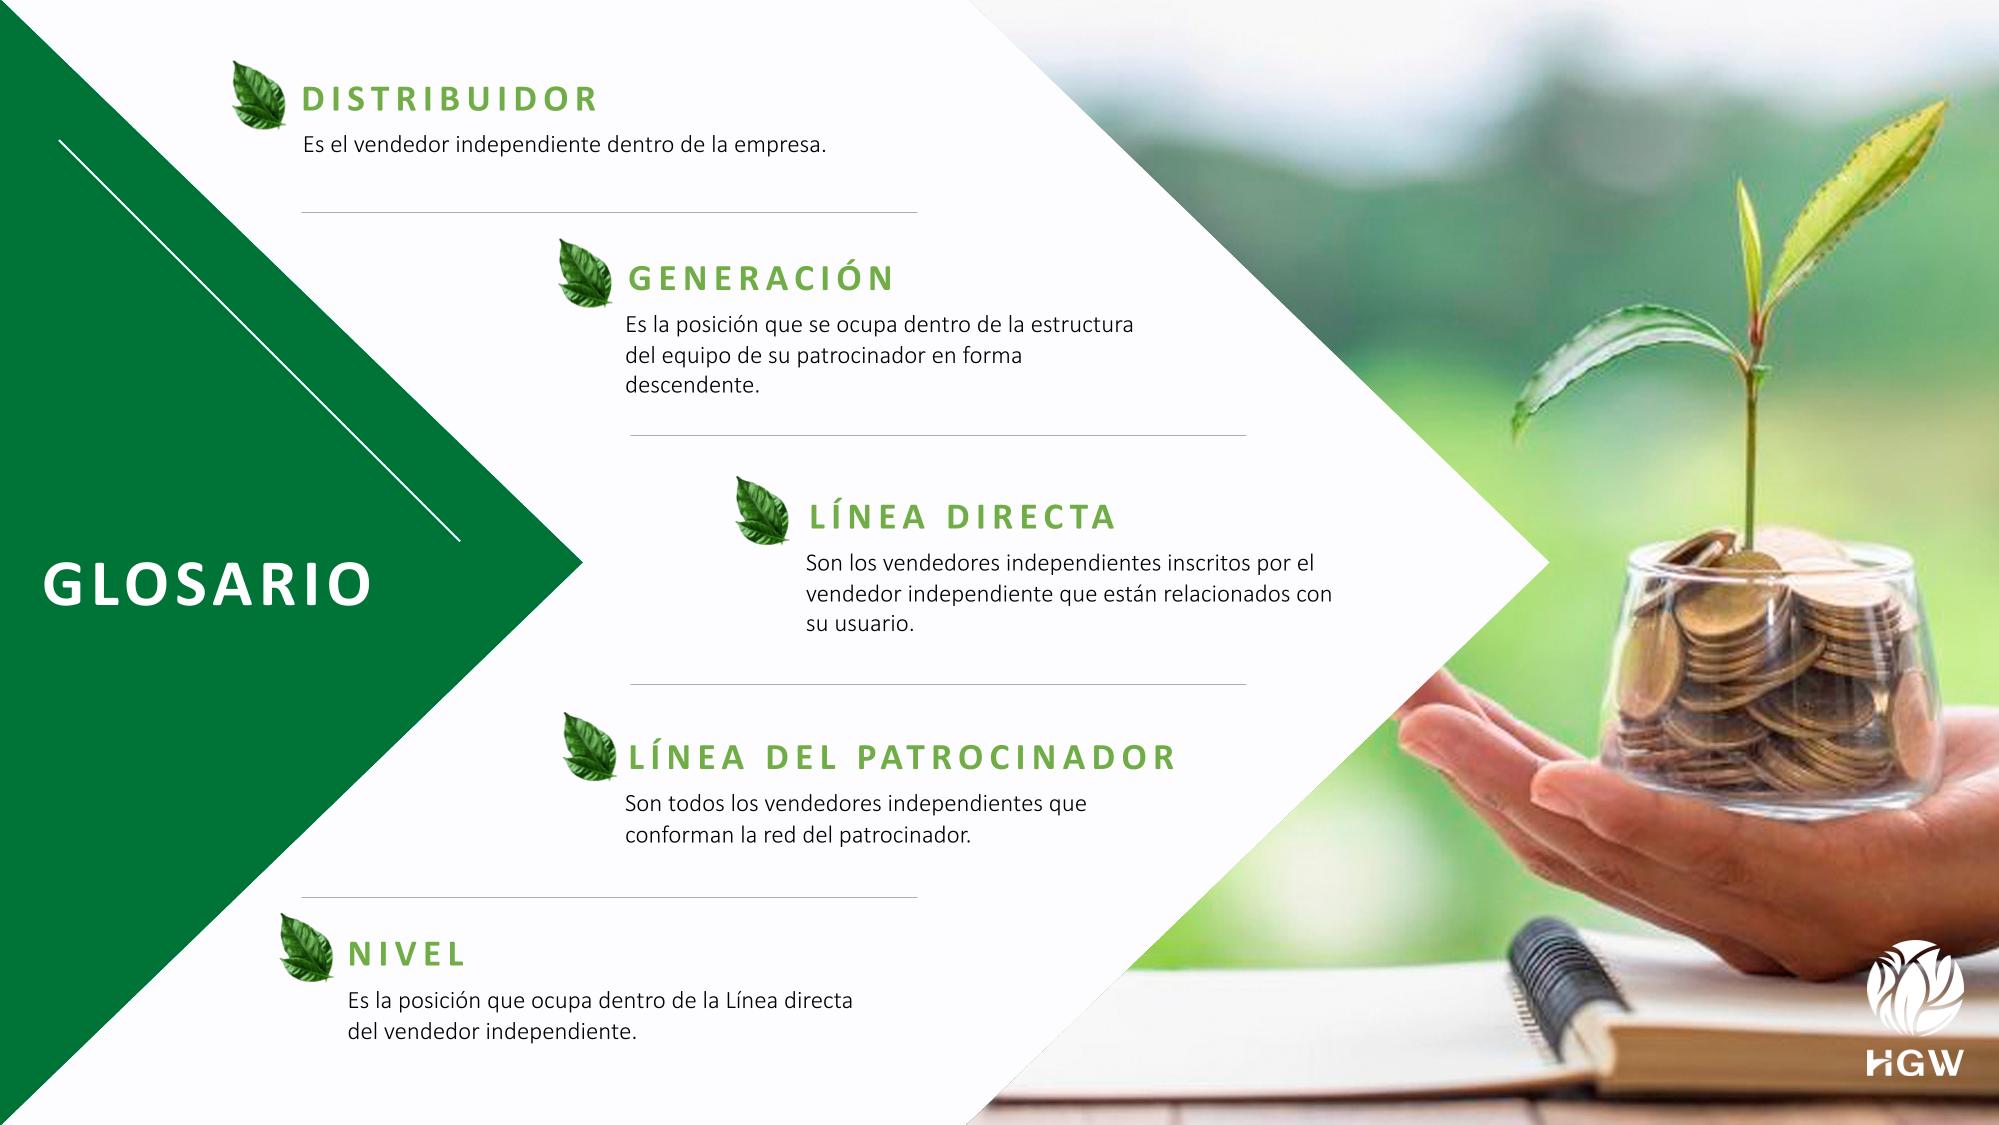 DISTRIBUIDOR
Es el vendedor independiente dentro de la empresa.
GENERACIÓN
Es la posición que se ocupa dentro de la estructura
del equipo de su patrocinador en forma
descendente.
LÍNEA DIRECTA
Son los vendedores independientes inscritos por el
vendedor independiente que están relacionados con
su usuario.
GLOSARIO
LÍNEA DEL PATROCINADOR
Son todos los vendedores independientes que
conforman la red del patrocinador.
NIVEL
Es la posición que ocupa dentro de la Línea directa
del vendedor independiente.
HGW